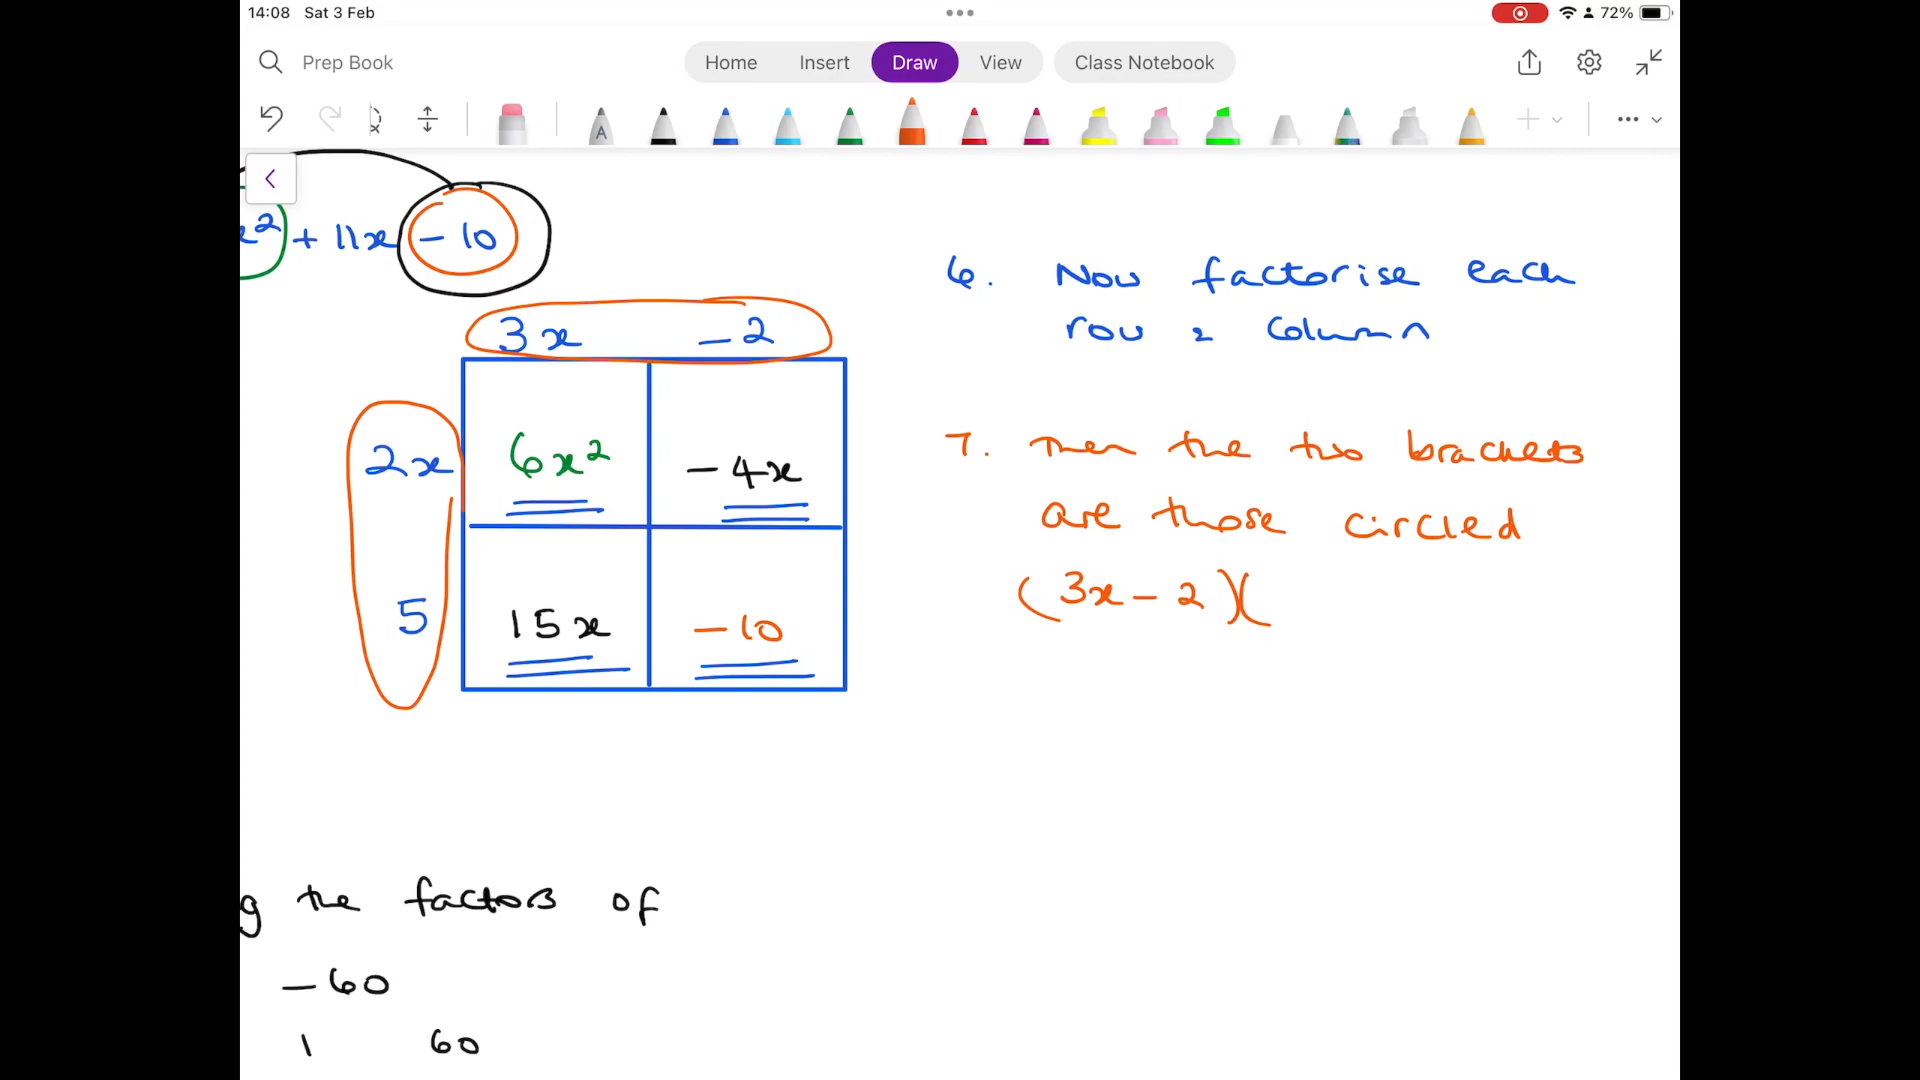 14:08 Sat 3 Feb
72%
Prep Book
Home Insert Draw View Class Notebook
A
x² + 11x - 10
3x -2
2x 6x² -4x
5 15x -10
6. Now factorise each
row & column
7. Then the two brackets
are those circled
(3x - 2)(
g the factors of
-60
1 60